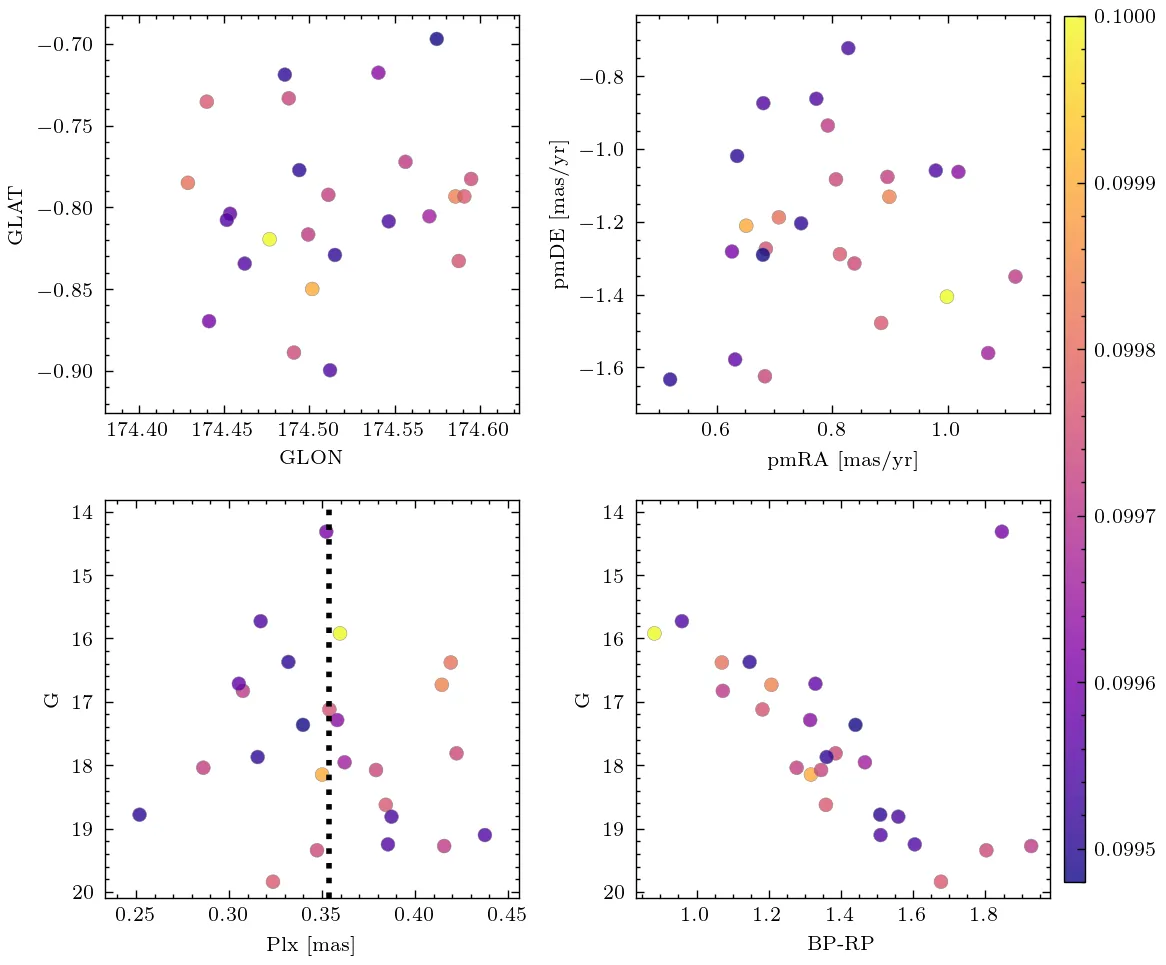 −0.70
−0.75
−0.80
−0.85
−0.90
GLAT
174.40 174.45 174.50 174.55 174.60
GLON
−0.8
−1.0
−1.2
−1.4
−1.6
pmDE [mas/yr]
0.6 0.8 1.0
pmRA [mas/yr]
14
15
16
17
18
19
20
G
0.25 0.30 0.35 0.40 0.45
Plx [mas]
14
15
16
17
18
19
20
G
1.0 1.2 1.4 1.6 1.8
BP-RP
0.1000
0.0999
0.0998
0.0997
0.0996
0.0995